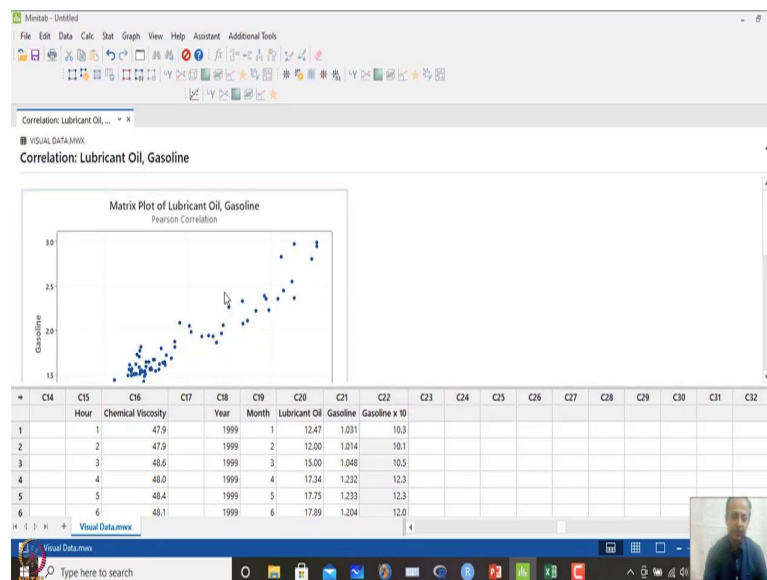 Minitab - Untitled
File Edit Data Calc Stat Graph View Help Assistant Additional Tools
Correlation: Lubricant Oil, ...
VISUAL DATA.MWX
Correlation: Lubricant Oil, Gasoline
Matrix Plot of Lubricant Oil, Gasoline
Pearson Correlation
3.0
2.5
2.0
1.5
Gasoline
C14 C15 C16 C17 C18 C19 C20 C21 C22 C23 C24 C25 C26 C27 C28 C29 C30 C31 C32
Hour Chemical Viscosity Year Month Lubricant Oil Gasoline Gasoline x 10
1 1 47.9 1999 1 12.47 1.031 10.3
2 2 47.9 1999 2 12.00 1.014 10.1
3 3 48.6 1999 3 15.00 1.048 10.5
4 4 48.0 1999 4 17.34 1.232 12.3
5 5 48.4 1999 5 17.75 1.233 12.3
6 6 48.1 1999 6 17.89 1.204 12.0
Visual Data.mwx
Visual Data.mwx
Type here to search